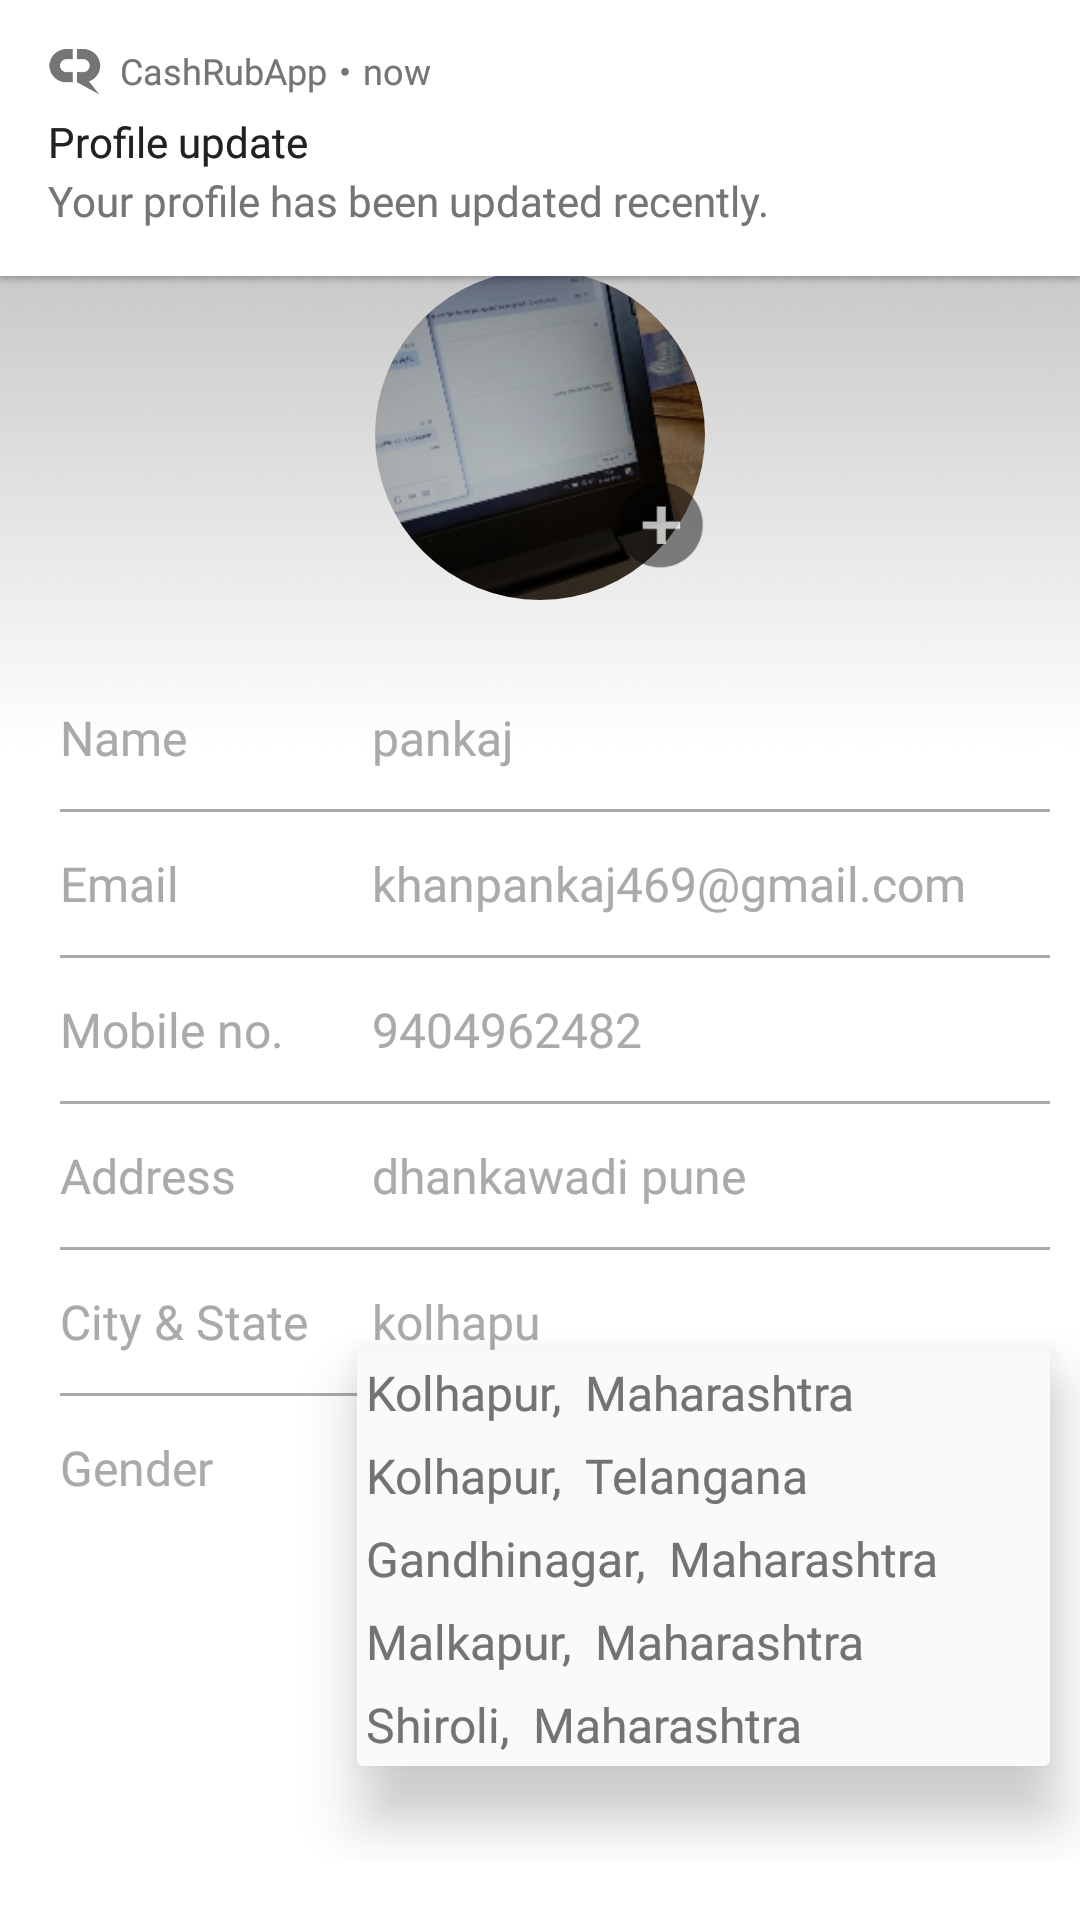 CashRubApp • now
Profile update
Your profile has been updated recently.
Name pankaj
Email khanpankaj469@gmail.com
Mobile no. 9404962482
Address dhankawadi pune
City & State kolhapu
Kolhapur, Maharashtra
Kolhapur, Telangana
Gender
Gandhinagar, Maharashtra
Malkapur, Maharashtra
Shiroli, Maharashtra